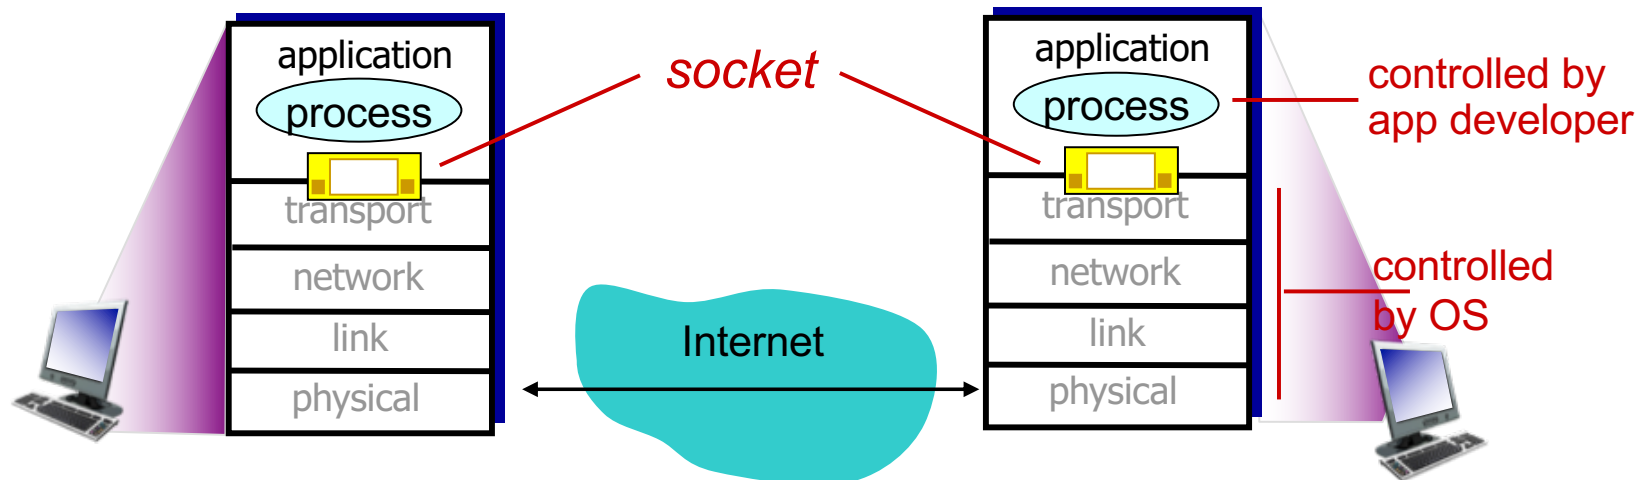 application
process
transport
network
link
physical
socket
Internet
application
process
transport
network
link
physical
controlled by
app developer
controlled
by OS